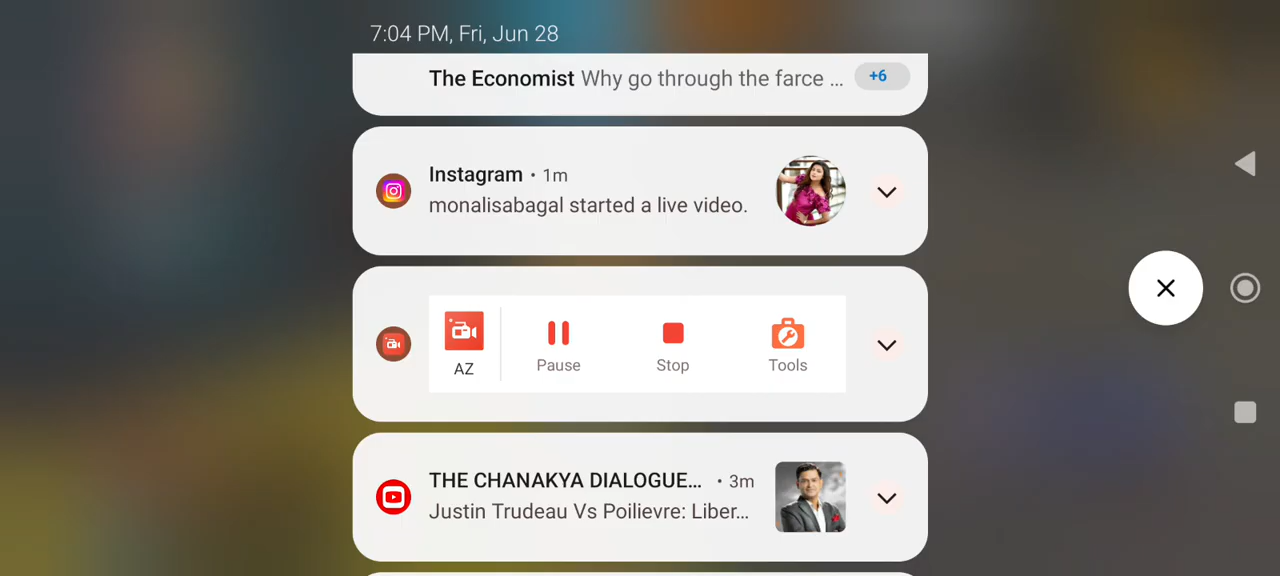 7:04 PM, Fri, Jun 28
The Economist Why go through the farce ... +6
Instagram • 1m
monalisabagal started a live video.
AZ
Pause
Stop
Tools
THE CHANAKYA DIALOGUE... • 3m
Justin Trudeau Vs Poilievre: Liber...